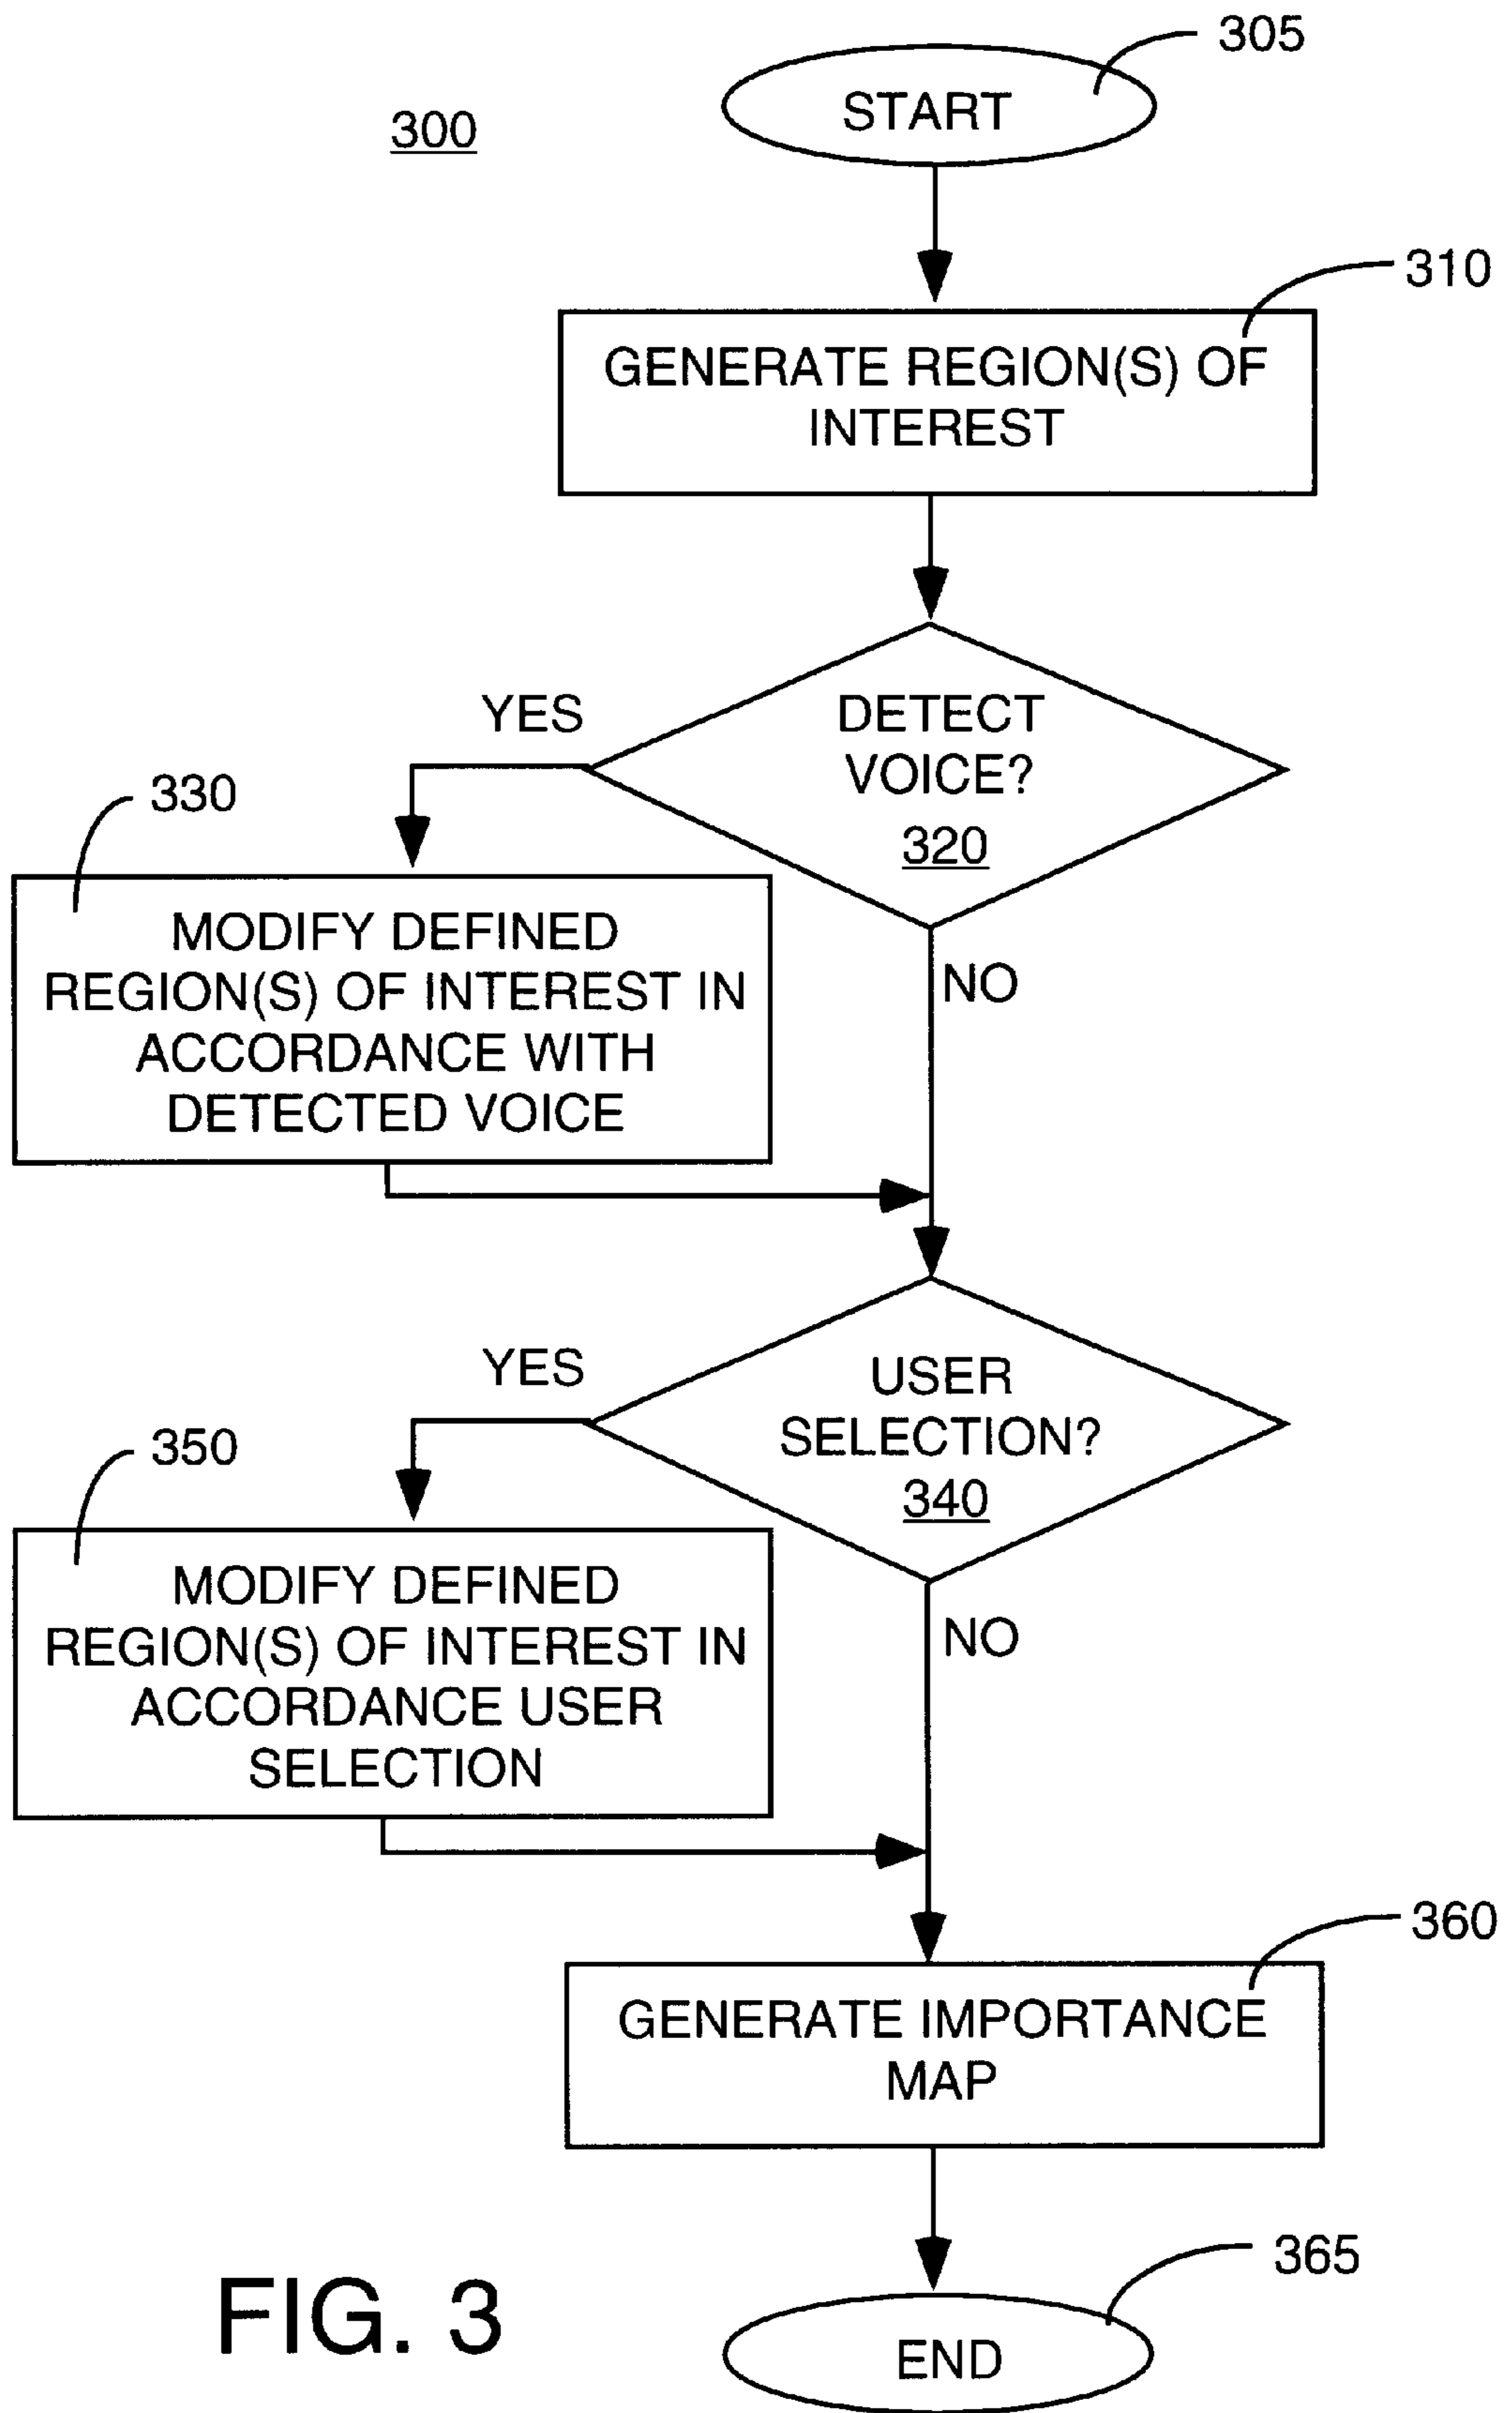 305
START
300
310
GENERATE REGION(S) OF
INTEREST
YES
DETECT
VOICE?
320
330
MODIFY DEFINED
REGION(S) OF INTEREST IN
ACCORDANCE WITH
DETECTED VOICE
NO
YES
USER
SELECTION?
340
350
MODIFY DEFINED
REGION(S) OF INTEREST IN
ACCORDANCE USER
SELECTION
NO
360
GENERATE IMPORTANCE
MAP
365
END
FIG. 3